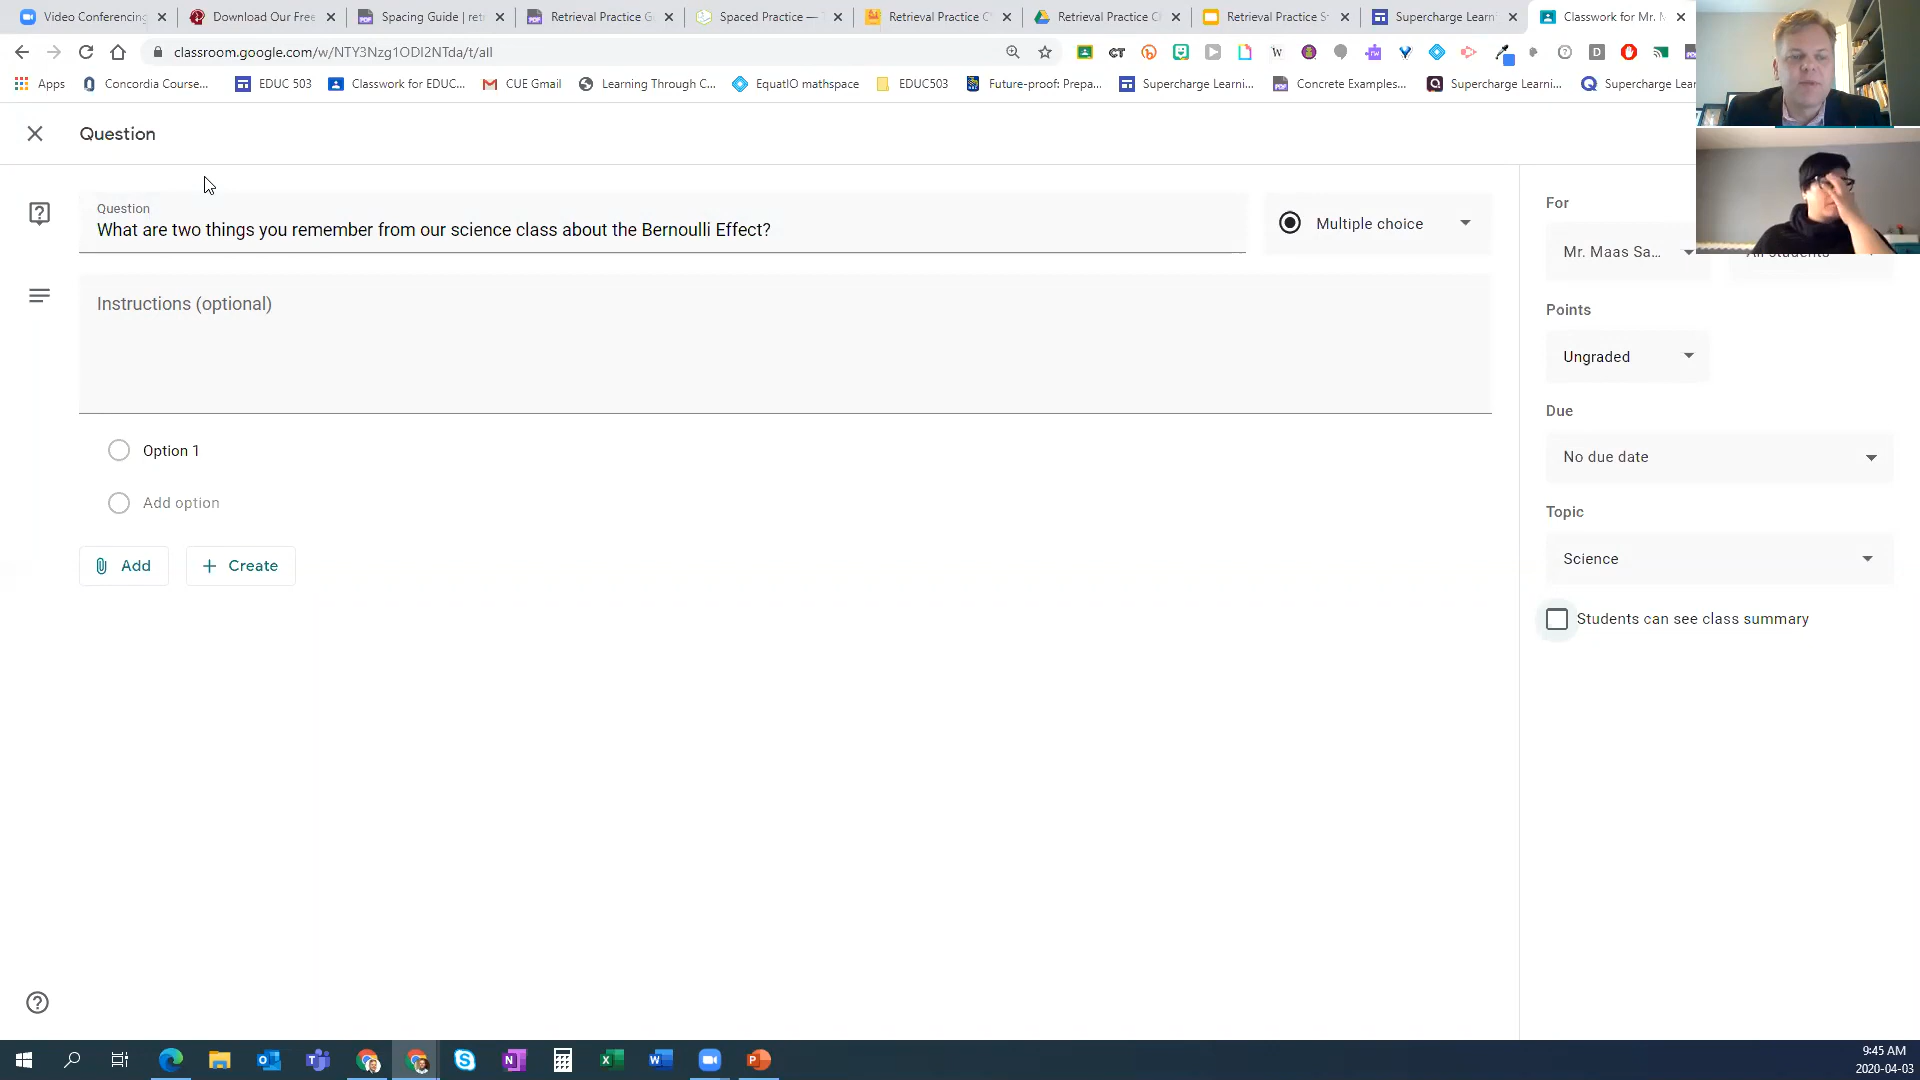 Video Conferencing
Download Our Free
Spacing Guide | retr
Retrieval Practice G
Spaced Practice —
Retrieval Practice C
Retrieval Practice C
Retrieval Practice S
Supercharge Learn
Classwork for Mr. M
classroom.google.com/w/NTY3Nzg1ODI2NTda/t/all
Apps
Concordia Course...
EDUC 503
Classwork for EDUC...
CUE Gmail
Learning Through C...
EquatIO mathspace
EDUC503
Future-proof: Prepa...
Supercharge Learni...
Concrete Examples...
Supercharge Learni...
Supercharge Lear
Question
Question
What are two things you remember from our science class about the Bernoulli Effect?
Multiple choice
Instructions (optional)
Option 1
Add option
Add
Create
For
Mr. Maas Sa...
All students
Points
Ungraded
Due
No due date
Topic
Science
Students can see class summary
9:45 AM
2020-04-03